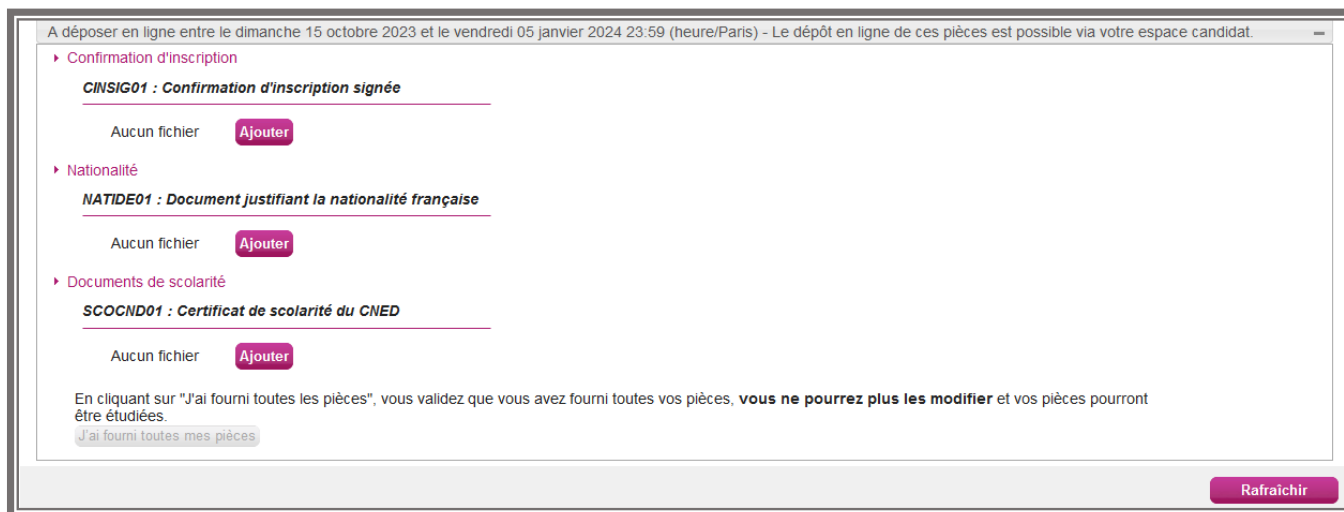 A déposer en ligne entre le dimanche 15 octobre 2023 et le vendredi 05 janvier 2024 23:59 (heure/Paris) - Le dépôt en ligne de ces pièces est possible via votre espace candidat.
Confirmation d'inscription
CINSIG01 : Confirmation d'inscription signée
Aucun fichier Ajouter
Nationalité
NATIDE01 : Document justifiant la nationalité française
Aucun fichier Ajouter
Documents de scolarité
SCOCND01 : Certificat de scolarité du CNED
Aucun fichier Ajouter
En cliquant sur "J'ai fourni toutes les pièces", vous validez que vous avez fourni toutes vos pièces, vous ne pourrez plus les modifier et vos pièces pourront
être étudiées.
J'ai fourni toutes mes pièces
Rafraîchir